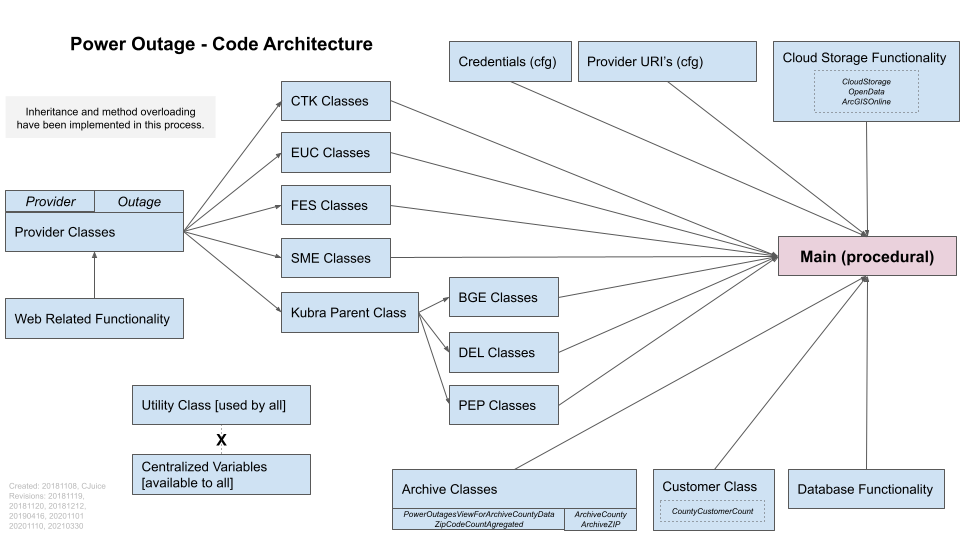 Power Outage - Code Architecture
Credentials (cfg)
Provider URI's (cfg)
Cloud Storage Functionality
CloudStorage
OpenData
ArcGISOnline
Inheritance and method overloading
have been implemented in this process.
CTK Classes
EUC Classes
FES Classes
SME Classes
Kubra Parent Class
Provider
Outage
Provider Classes
Web Related Functionality
BGE Classes
DEL Classes
PEP Classes
Main (procedural)
Utility Class [used by all]
X
Centralized Variables
[available to all]
Archive Classes
PowerOutagesViewForArchiveCountyData
ZipCodeCountAgregated
ArchiveCounty
ArchiveZIP
Customer Class
CountyCustomerCount
Database Functionality
Created: 20181108, CJuice
Revisions: 20181119,
20181120, 20181212,
20190416, 20201101
20201110, 20210330